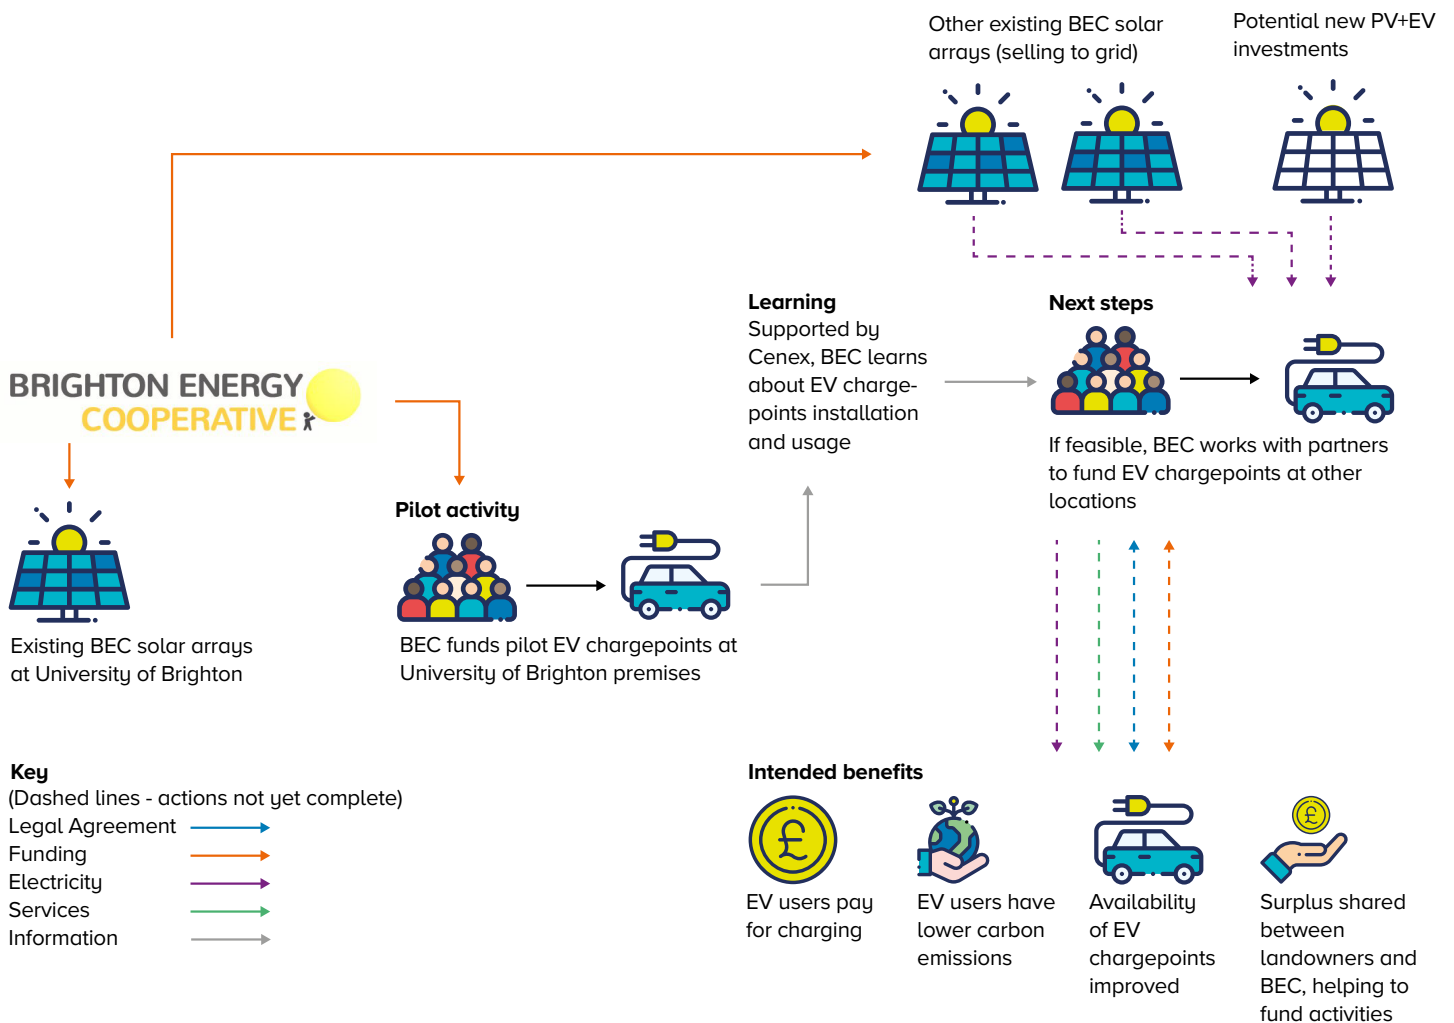 Other existing BEC solar
arrays (selling to grid)
Potential new PV+EV
investments
BRIGHTON ENERGY
COOPERATIVE
Learning
Supported by
Cenex, BEC learns
about EV charge-
points installation
and usage
Next steps
If feasible, BEC works with partners
to fund EV chargepoints at other
locations
Pilot activity
BEC funds pilot EV chargepoints at
University of Brighton premises
Existing BEC solar arrays
at University of Brighton
Key
(Dashed lines - actions not yet complete)
Legal Agreement
Funding
Electricity
Services
Information
Intended benefits
£
EV users pay
for charging
EV users have
lower carbon
emissions
Availability
of EV
chargepoints
improved
£
Surplus shared
between
landowners and
BEC, helping to
fund activities